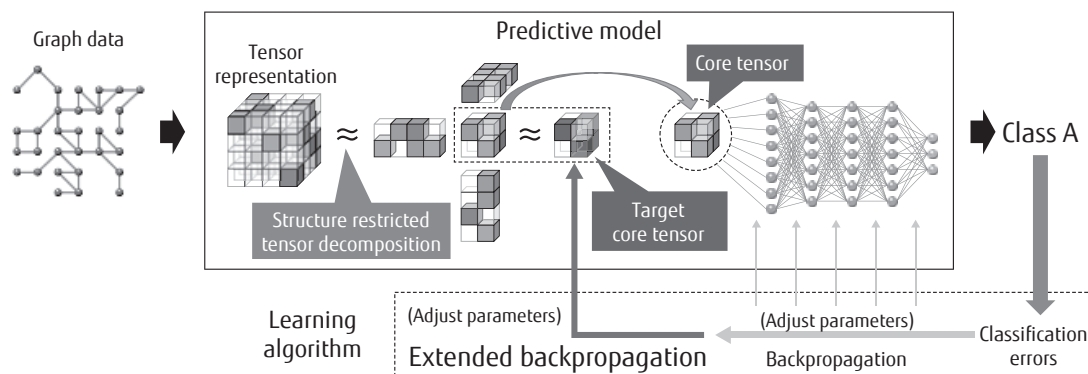 Graph data
Predictive model
Tensor
representation
Core tensor
≈
≈
Class A
Structure restricted
tensor decomposition
Target
core tensor
Learning
algorithm
(Adjust parameters)
(Adjust parameters)
Extended backpropagation
Backpropagation
Classification
errors